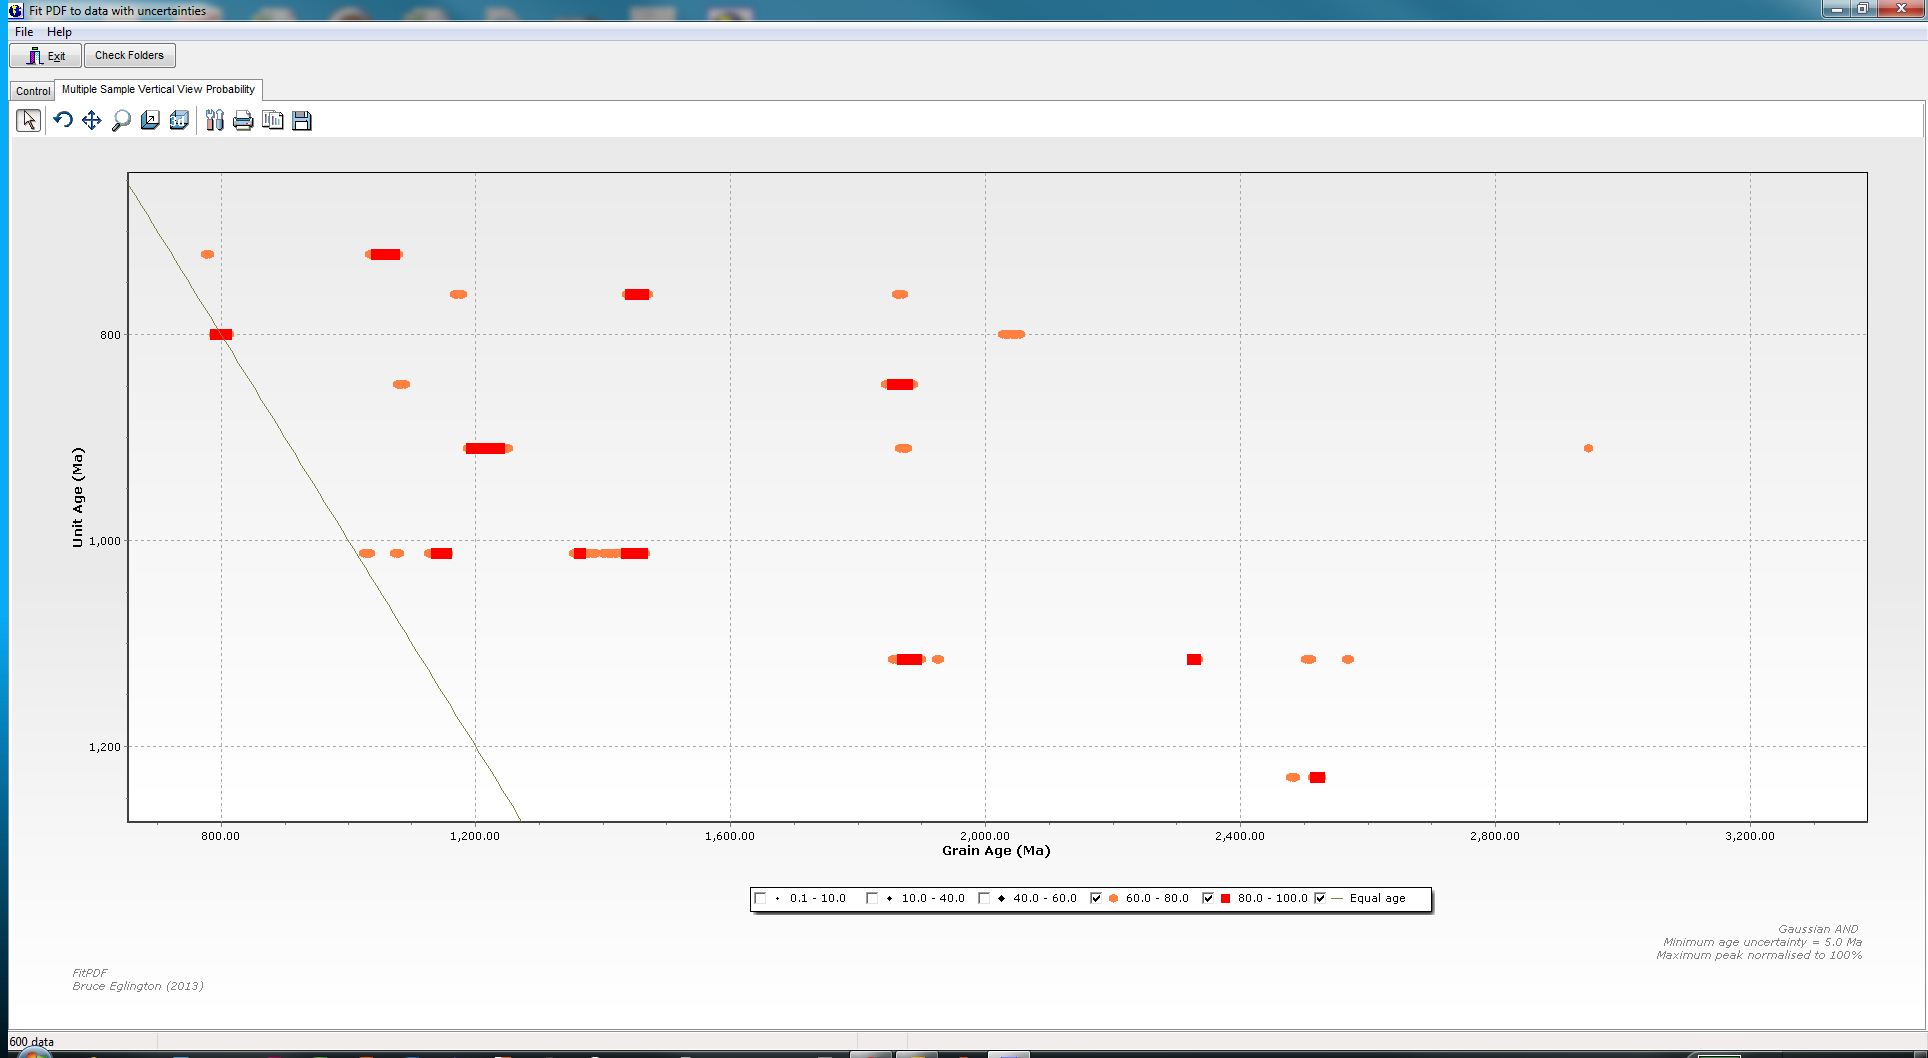 Fit PDF to data with uncertainties
File Help
Exit Check Folders
Control Multiple Sample Vertical View Probability
800
1,000
1,200
Unit Age (Ma)
800.00 1,200.00 1,600.00 2,000.00 2,400.00 2,800.00 3,200.00
Grain Age (Ma)
0.1 - 10.0 10.0 - 40.0 40.0 - 60.0 60.0 - 80.0 80.0 - 100.0 Equal age
Gaussian AND
Minimum age uncertainty = 5.0 Ma
Maximum peak normalised to 100%
FitPDF
Bruce Eglington (2013)
600 data